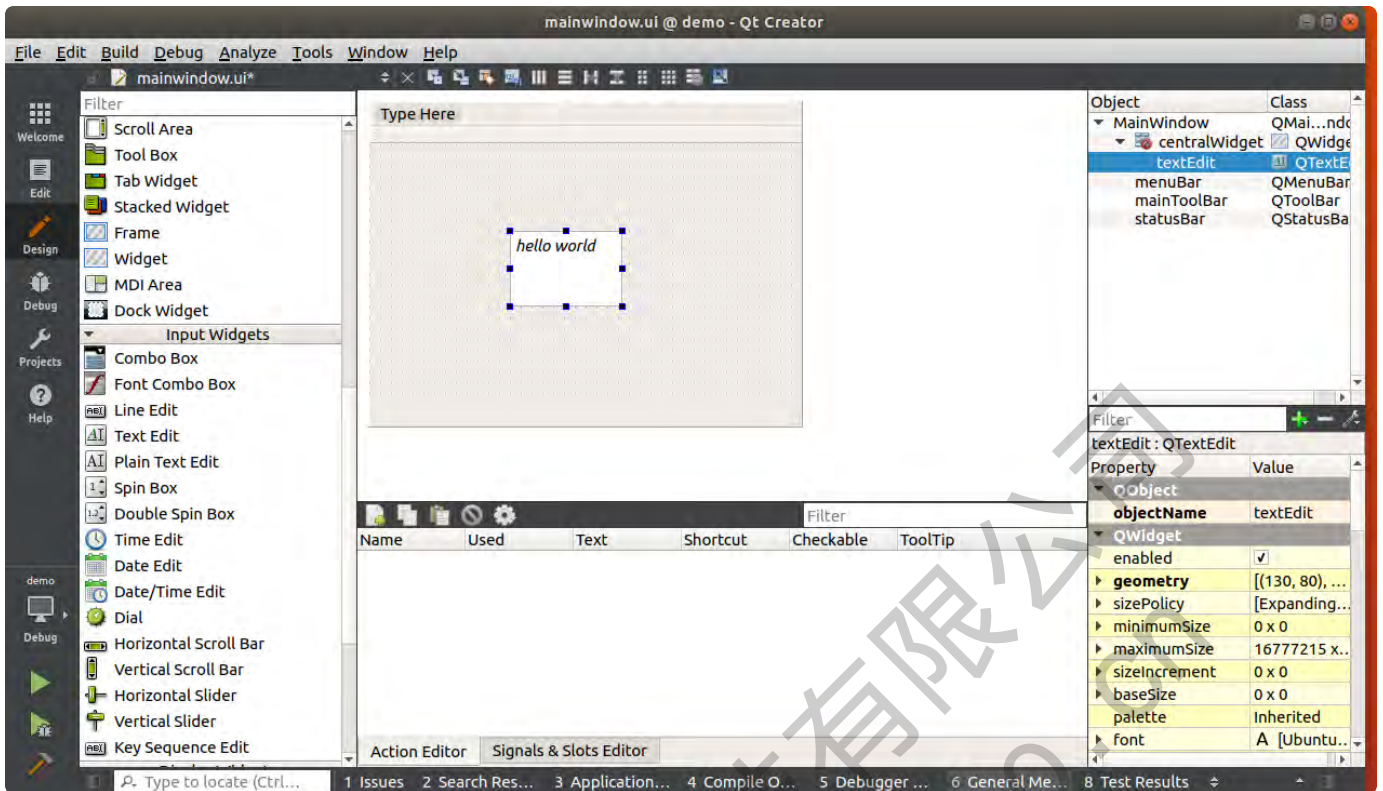 mainwindow.ui @ demo - Qt Creator
File Edit Build Debug Analyze Tools Window Help
mainwindow.ui*
Welcome
Edit
Design
Debug
Projects
Help
demo
Debug
Filter
Scroll Area
Tool Box
Tab Widget
Stacked Widget
Frame
Widget
MDI Area
Dock Widget
Input Widgets
Combo Box
Font Combo Box
Line Edit
Text Edit
Plain Text Edit
Spin Box
Double Spin Box
Time Edit
Date Edit
Date/Time Edit
Dial
Horizontal Scroll Bar
Vertical Scroll Bar
Horizontal Slider
Vertical Slider
Key Sequence Edit
Type Here
hello world
Filter
Name Used Text Shortcut Checkable ToolTip
Action Editor Signals & Slots Editor
Object Class
MainWindow QMai...ndo
centralWidget QWidge
textEdit QTextE
menuBar QMenuBar
mainToolBar QToolBar
statusBar QStatusBa
Filter
textEdit : QTextEdit
Property Value
QObject
objectName textEdit
QWidget
enabled
geometry [(130, 80), ...
sizePolicy [Expanding...
minimumSize 0 x 0
maximumSize 16777215 x...
sizeIncrement 0 x 0
baseSize 0 x 0
palette Inherited
font A [Ubuntu...
Type to locate (Ctrl... 1 Issues 2 Search Res... 3 Application... 4 Compile O... 5 Debugger ... 6 General Me... 8 Test Results
有限公司